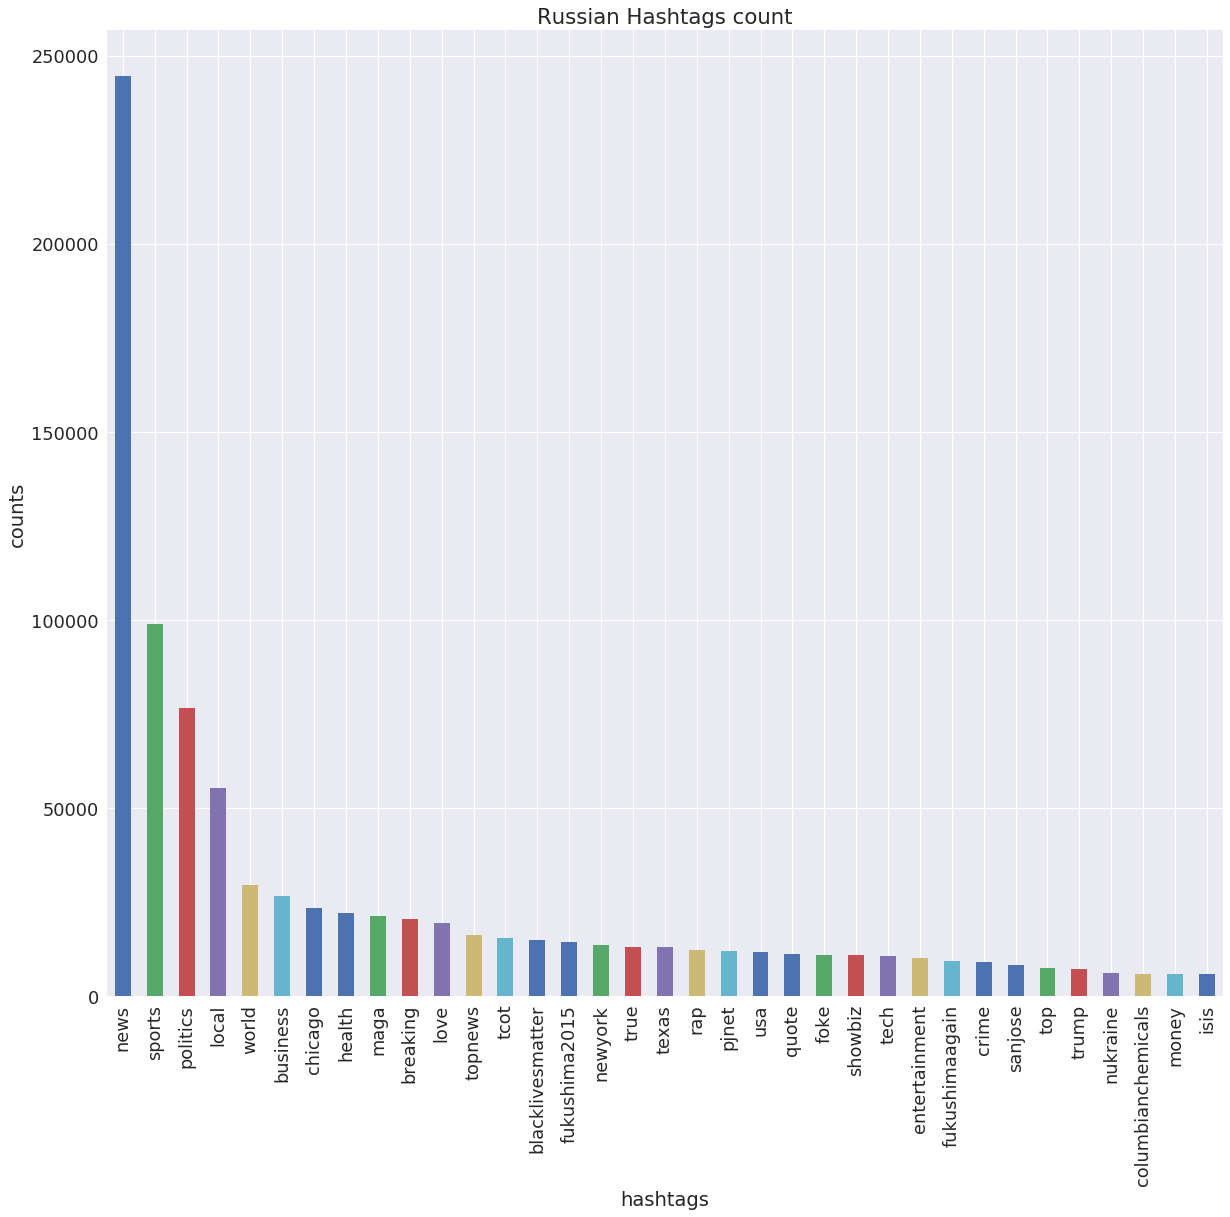 Russian Hashtags count
250000
200000
150000
100000
50000
0
counts
news
sports
politics
local
world
business
chicago
health
maga
breaking
love
topnews
tcot
blacklivesmatter
fukushima2015
newyork
true
texas
rap
pjnet
usa
quote
foke
showbiz
tech
entertainment
fukushimaagain
crime
sanjose
top
trump
nukraine
columbianchemicals
money
isis
hashtags